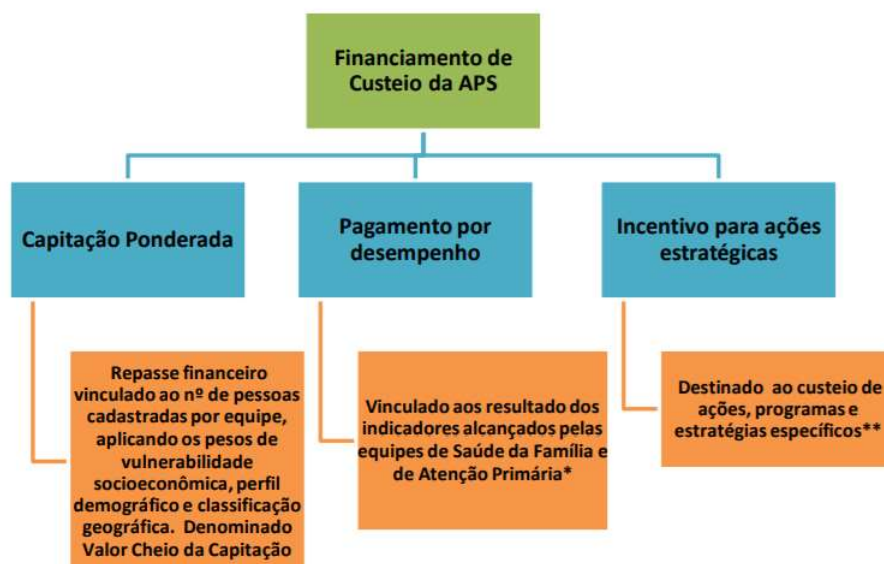 Financiamento de
Custeio da APS
Capitação Ponderada
Pagamento por
desempenho
Incentivo para ações
estratégicas
Repasse financeiro
vinculado ao nº de pessoas
cadastradas por equipe,
aplicando os pesos de
vulnerabilidade
socioeconômica, perfil
demográfico e classificação
geográfica. Denominado
Valor Cheio da Capitação
Vinculado aos resultado dos
indicadores alcançados pelas
equipes de Saúde da Família e
de Atenção Primária*
Destinado ao custeio de
ações, programas e
estratégias específicos**